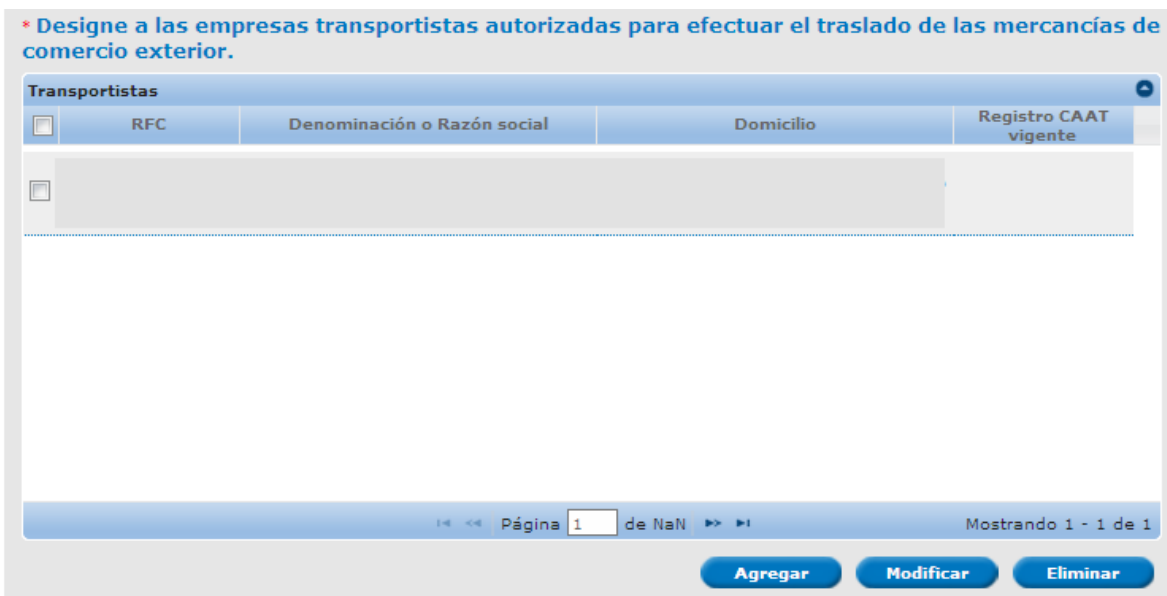 * Designe a las empresas transportistas autorizadas para efectuar el traslado de las mercancías de
comercio exterior.
Transportistas
RFC Denominación o Razón social Domicilio Registro CAAT
vigente
Página 1 de NaN Mostrando 1 - 1 de 1
Agregar Modificar Eliminar